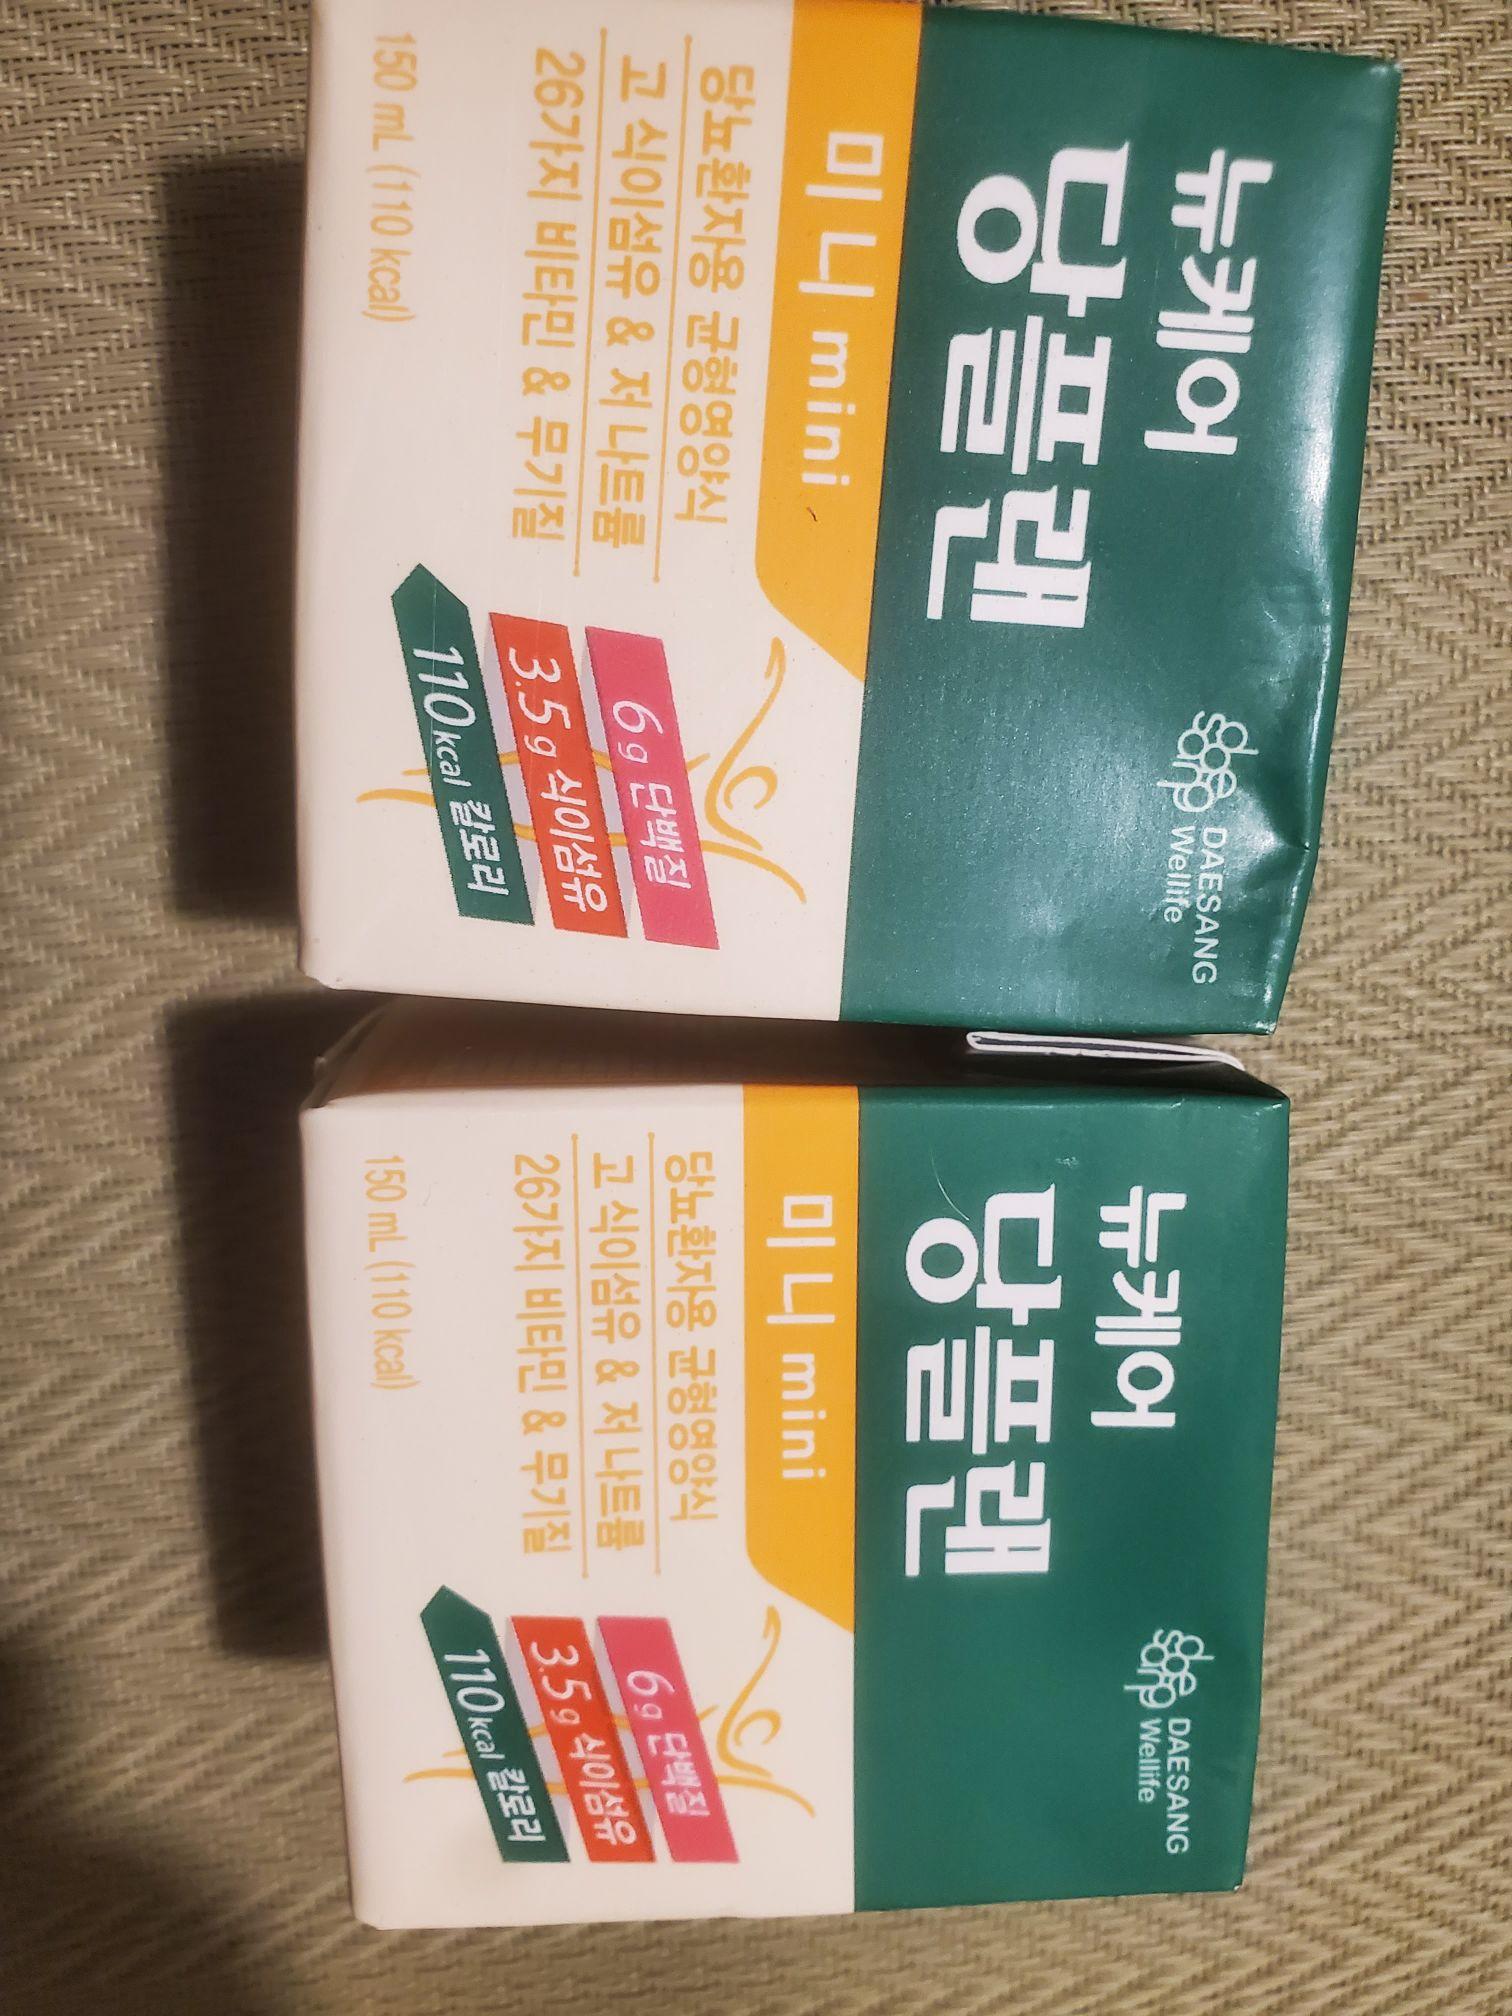 뉴케어
당플랜
미니 mini
당뇨환자용 균형영양식
고 식이섬유 & 저 나트륨
26가지 비타민 & 무기질
150 mL (110 kcal)
daesang
DAESANG
Wellife
6g 단백질
3.5g 식이섬유
110kcal 칼로리
뉴케어
당플랜
미니 mini
당뇨환자용 균형영양식
고 식이섬유 & 저 나트륨
26가지 비타민 & 무기질
150 mL (110 kcal)
daesang
DAESANG
Wellife
6g 단백질
3.5g 식이섬유
110kcal 칼로리